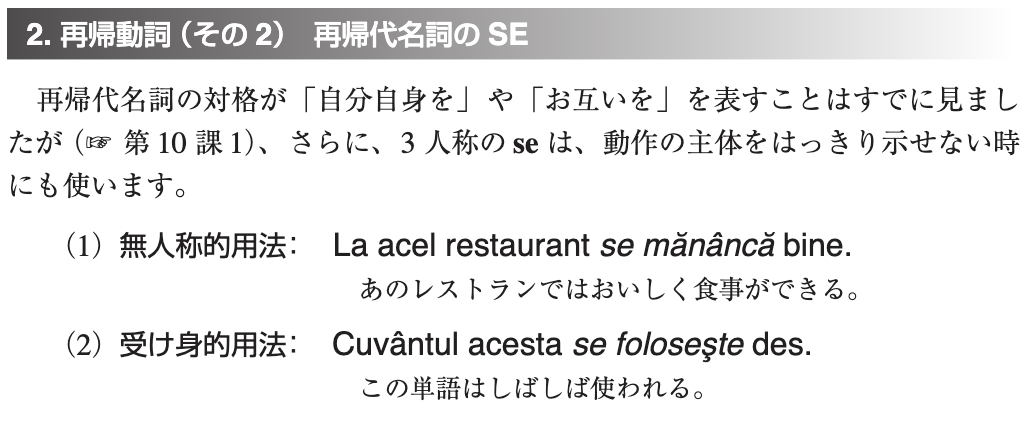 2. 再帰動詞（その 2） 再帰代名詞の SE
再帰代名詞の対格が「自分自身を」や「お互いを」を表すことはすでに見まし
たが（☞ 第 10 課 1）、さらに、3 人称の se は、動作の主体をはっきり示せない時
にも使います。
（1）無人称的用法： La acel restaurant se mănâncă bine.
あのレストランではおいしく食事ができる。
（2）受け身的用法： Cuvântul acesta se foloseşte des.
この単語はしばしば使われる。